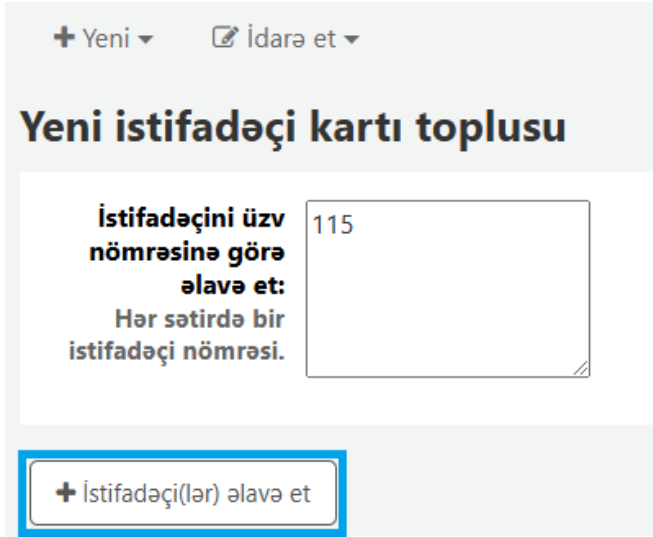 + Yeni
İdarə et
Yeni istifadəçi kartı toplusu
İstifadəçini üzv
nömrəsinə görə
əlavə et:
Hər sətirdə bir
istifadəçi nömrəsi.
115
+ İstifadəçi(lər) əlavə et